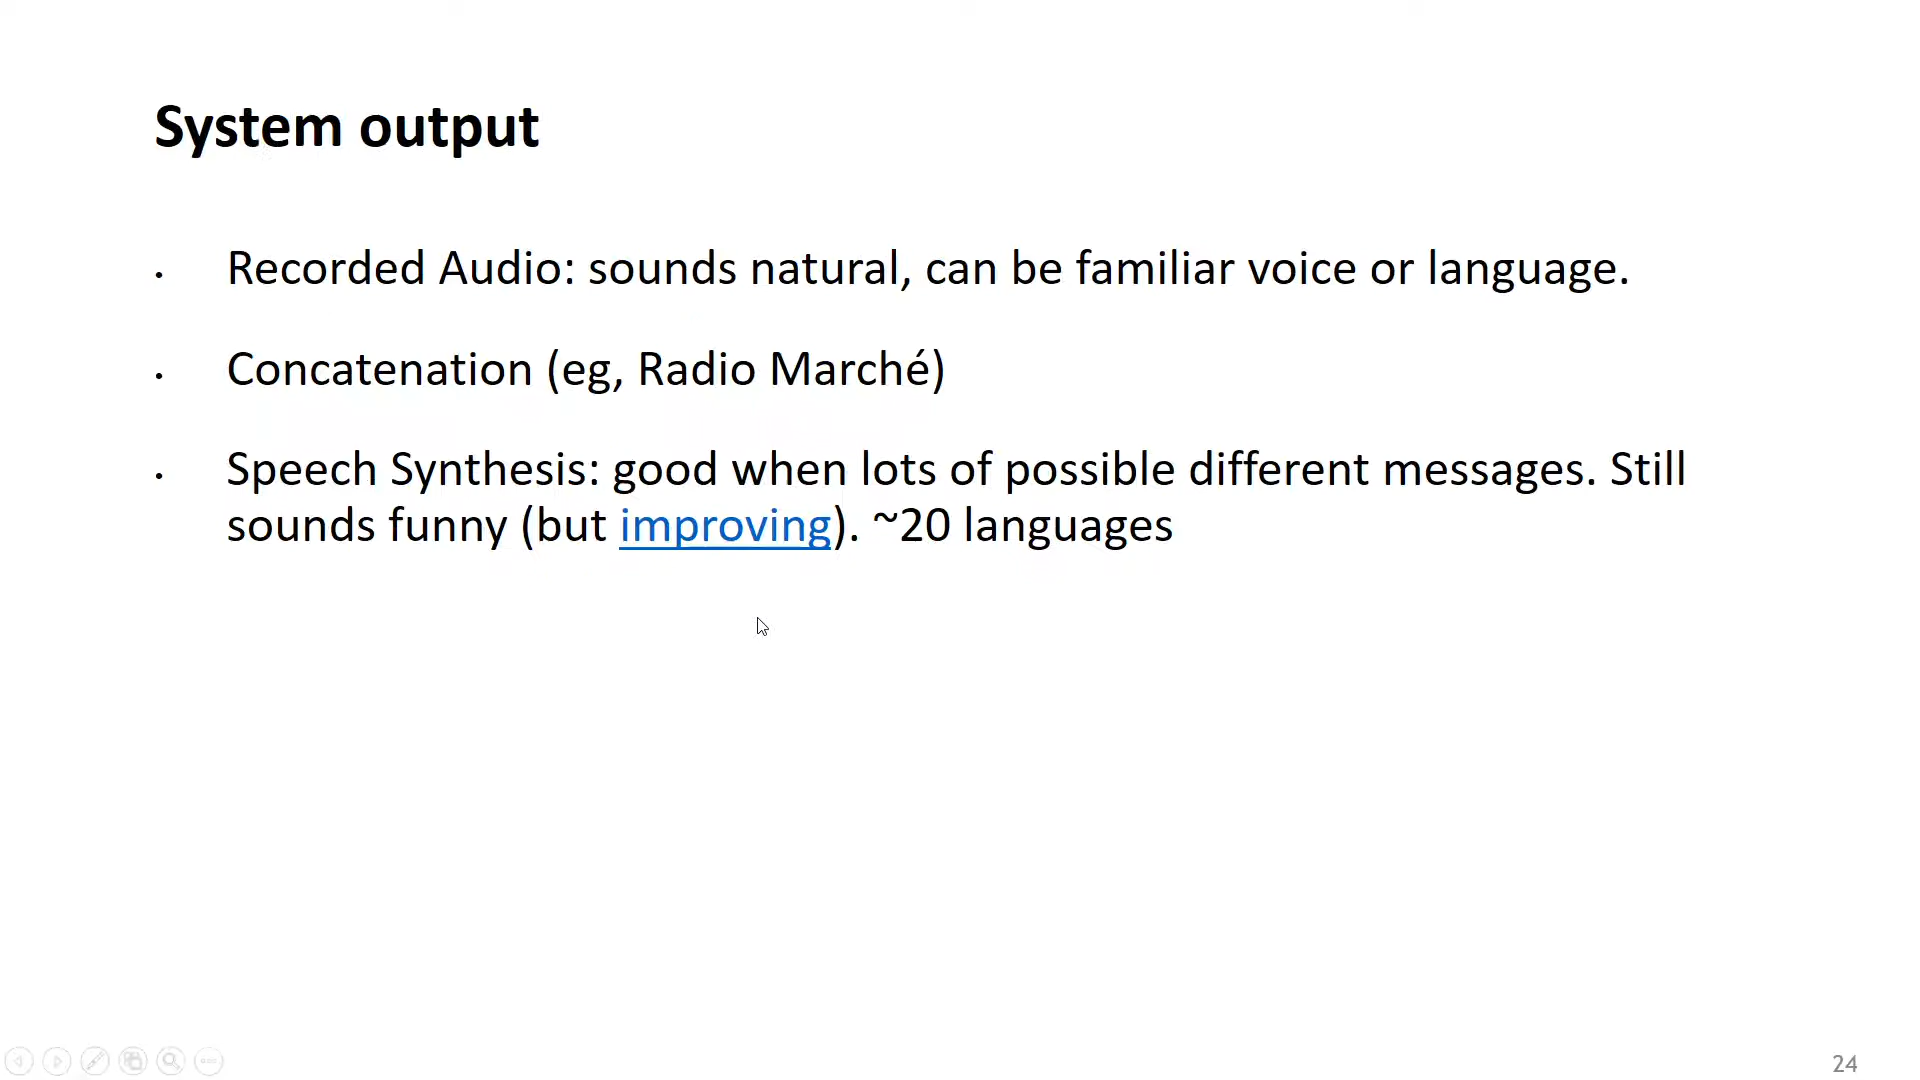 System output
• Recorded Audio: sounds natural, can be familiar voice or language.
• Concatenation (eg, Radio Marché)
• Speech Synthesis: good when lots of possible different messages. Still
sounds funny (but improving). ~20 languages
24